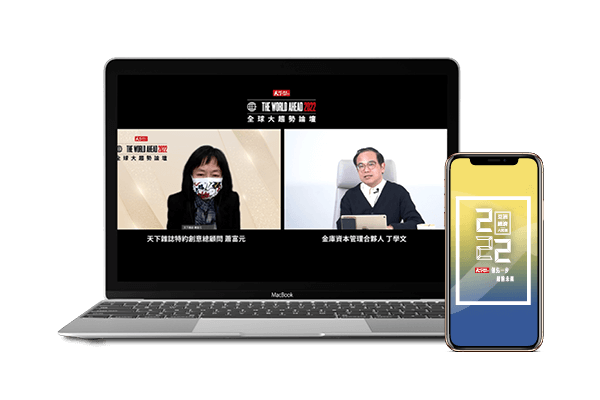 天下雜誌
THE WORLD AHEAD 2022
全球大趨勢論壇
天下雜誌
THE WORLD AHEAD 2022
全球大趨勢論壇
天下雜誌特約創意總顧問 蕭富元
金庫資本管理合夥人 丁學文
MacBook
2022
天下雜誌